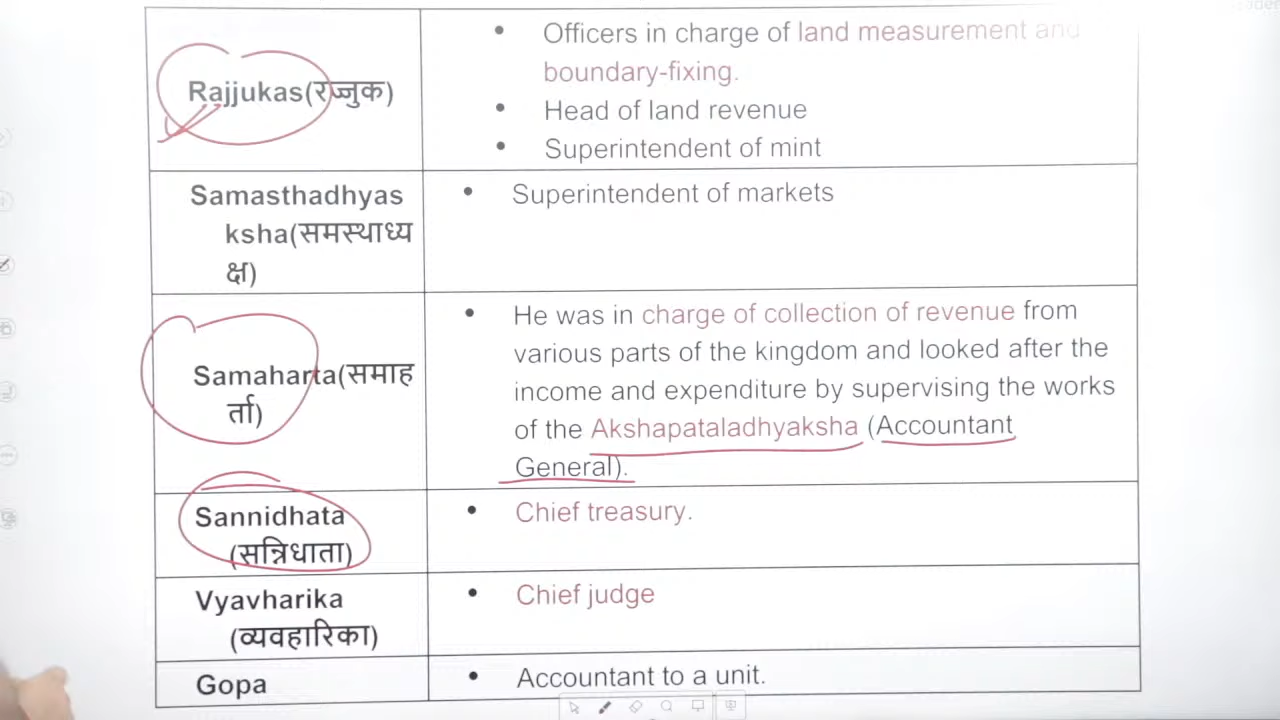 Officers in charge of land measurement and
boundary-fixing.
Rajjukas(रज्जुक)
Head of land revenue
Superintendent of mint
Samasthadhyas
ksha(समस्थाध्य
क्ष)
Superintendent of markets
He was in charge of collection of revenue from
various parts of the kingdom and looked after the
income and expenditure by supervising the works
of the Akshapataladhyaksha (Accountant
General).
Samaharta(समाह
र्ता)
Sannidhata
(सन्निधाता)
Chief treasury.
Vyavharika
(व्यवहारिका)
Chief judge
Gopa
Accountant to a unit.